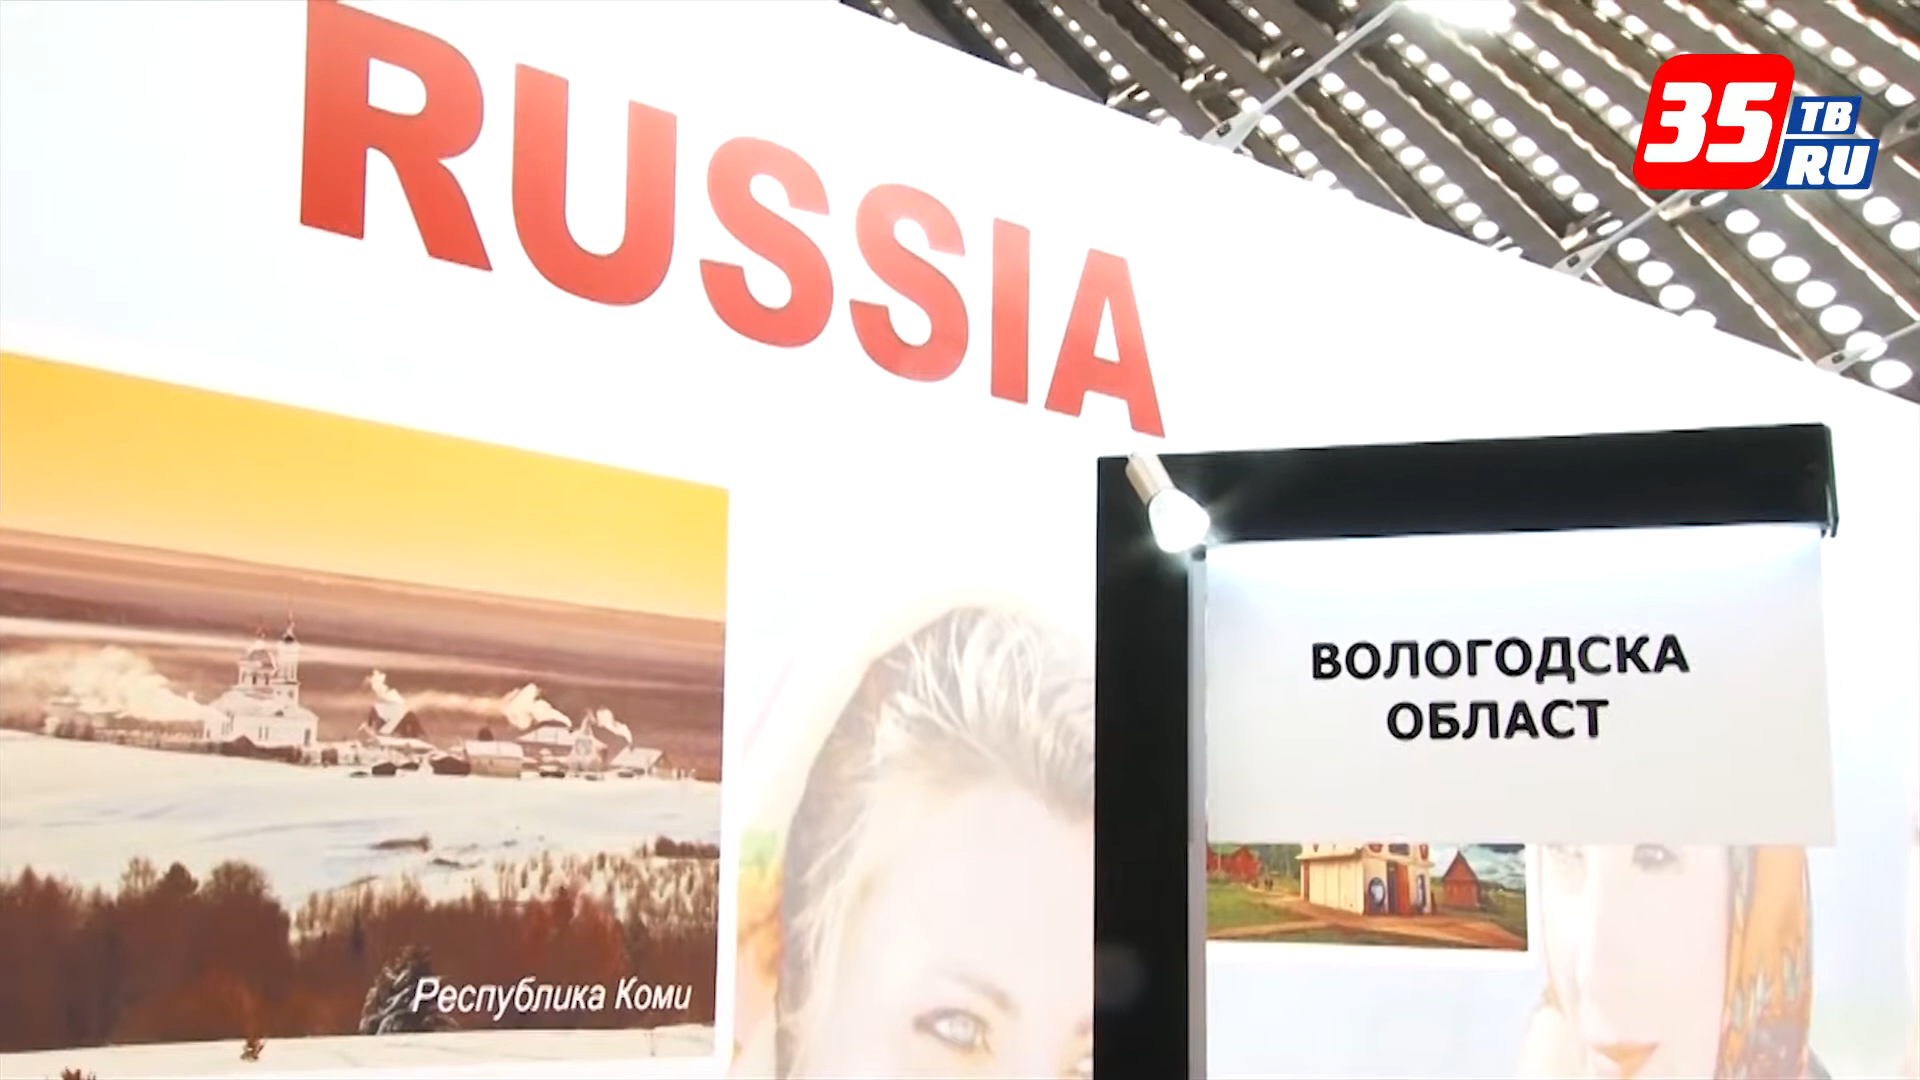 RUSSIA
35
ТВ
RU
ВОЛОГОДСКА
ОБЛАСТ
Республика Коми